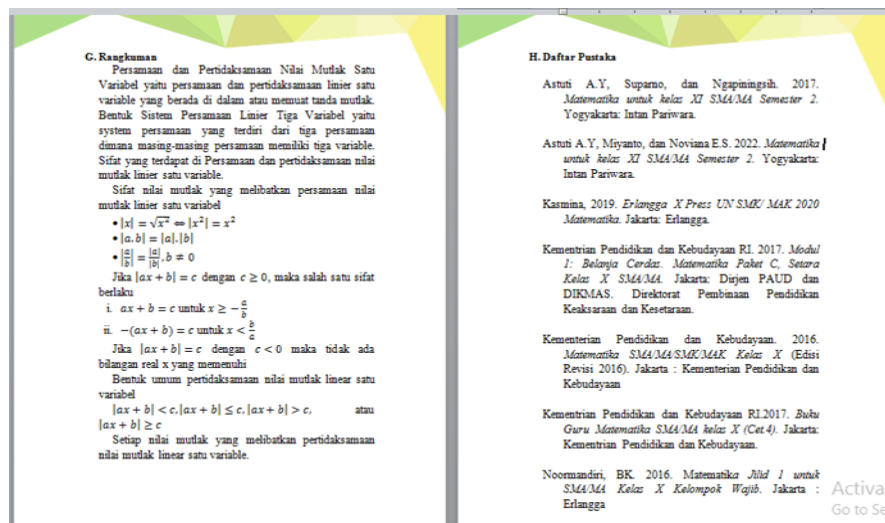 G. Rangkuman
Persamaan dan Pertidaksamaan Nilai Mutlak Satu
Variabel yaitu persamaan dan pertidaksamaan linier satu
variable yang berada di dalam atau memuat tanda mutlak.
Bentuk Sistem Persamaan Linier Tiga Variabel yaitu
system persamaan yang terdiri dari tiga persamaan
dimana masing-masing persamaan memiliki tiga variable.
Sifat yang terdapat di Persamaan dan pertidaksamaan nilai
mutlak linier satu variable.
Sifat nilai mutlak yang melibatkan persamaan nilai
mutlak linier satu variabel
• |x| = √x² ⇔ |x²| = x²
• |a.b| = |a|.|b|
• |a/b| = |a|/|b|, b ≠ 0
Jika |ax + b| = c dengan c ≥ 0, maka salah satu sifat
berlaku
i. ax + b = c untuk x ≥ −a/b
ii. −(ax + b) = c untuk x < b/a
Jika |ax + b| = c dengan c < 0 maka tidak ada
bilangan real x yang memenuhi
Bentuk umum pertidaksamaan nilai mutlak linear satu
variabel
|ax + b| < c, |ax + b| ≤ c, |ax + b| > c, atau
|ax + b| ≥ c
Setiap nilai mutlak yang melibatkan pertidaksamaan
nilai mutlak linear satu variable.
H. Daftar Pustaka
Astuti A.Y, Suparno, dan Ngapiningsih. 2017.
Matematika untuk kelas XI SMA/MA Semester 2.
Yogyakarta: Intan Pariwara.
Astuti A.Y, Miyanto, dan Noviana E.S. 2022. Matematika
untuk kelas XI SMA/MA Semester 2. Yogyakarta:
Intan Pariwara.
Kasmina, 2019. Erlangga X Press UN SMK/ MAK 2020
Matematika. Jakarta: Erlangga.
Kementrian Pendidikan dan Kebudayaan RI. 2017. Modul
1: Belanja Cerdas. Matematika Paket C, Setara
Kelas X SMA/MA. Jakarta: Dirjen PAUD dan
DIKMAS. Direktorat Pembinaan Pendidikan
Keaksaraan dan Kesetaraan.
Kementerian Pendidikan dan Kebudayaan. 2016.
Matematika SMA/MA/SMK/MAK Kelas X (Edisi
Revisi 2016). Jakarta : Kementerian Pendidikan dan
Kebudayaan
Kementrian Pendidikan dan Kebudayaan RI.2017. Buku
Guru Matematika SMA/MA kelas X (Cet.4). Jakarta:
Kementrian Pendidikan dan Kebudayaan.
Noormandiri, BK. 2016. Matematika Jilid 1 untuk
SMA/MA Kelas X Kelompok Wajib. Jakarta :
Erlangga
Activa
Go to Se